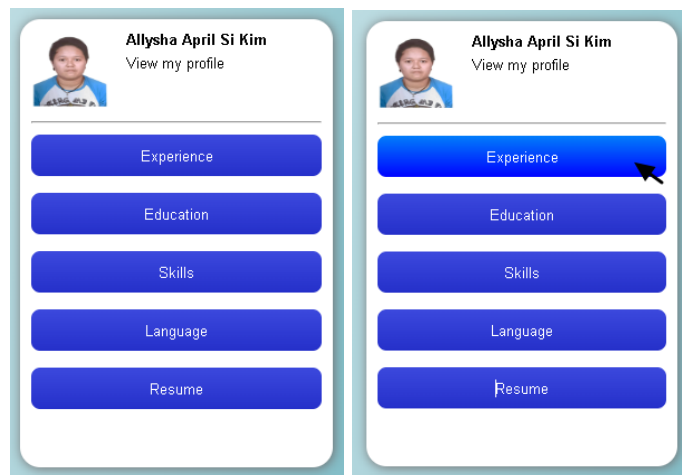 Allysha April Si Kim
View my profile
Experience
Education
Skills
Language
Resume
Allysha April Si Kim
View my profile
Experience
Education
Skills
Language
Resume